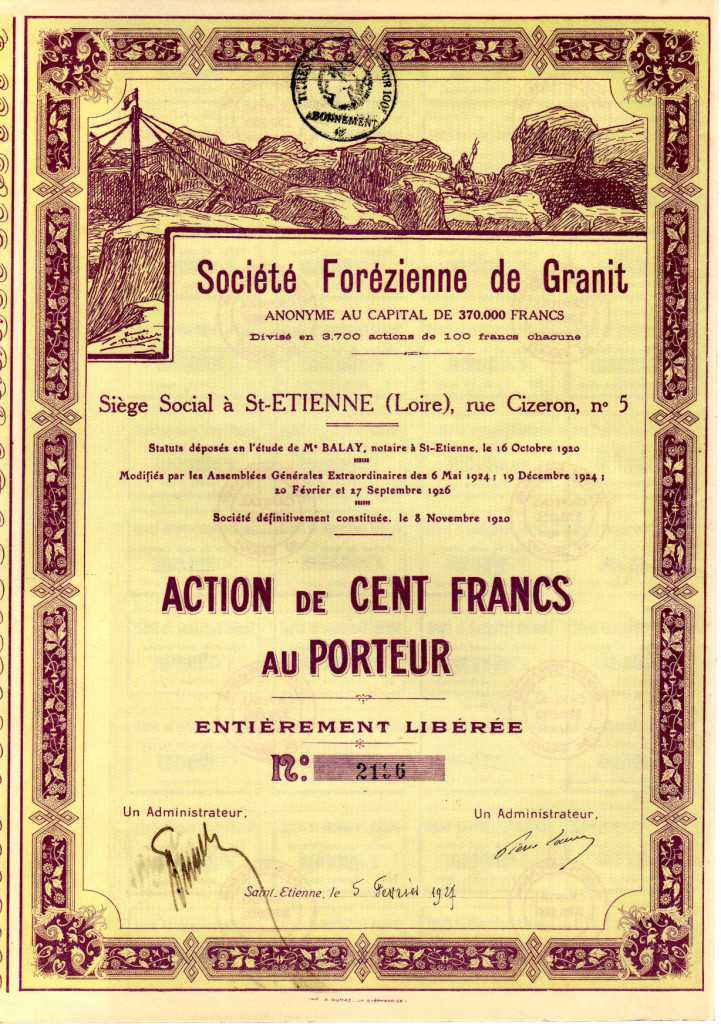 ABONNEMENT
Société Forézienne de Granit
ANONYME AU CAPITAL DE 370.000 FRANCS
Divisé en 3.700 actions de 100 francs chacune
Siège Social à St-ETIENNE (Loire), rue Cizeron, nº 5
Statuts déposés en l'étude de Mᵉ BALAY, notaire à St-Etienne, le 16 Octobre 1920
Modifiés par les Assemblées Générales Extraordinaires des 6 Mai 1924 ; 19 Décembre 1924 ;
20 Février et 27 Septembre 1926
Société définitivement constituée. le 8 Novembre 1920
ACTION DE CENT FRANCS
AU PORTEUR
ENTIÈREMENT LIBÉRÉE
Nº:
Un Administrateur, Un Administrateur,
Saint-Etienne, le 5 Fevrier 1927